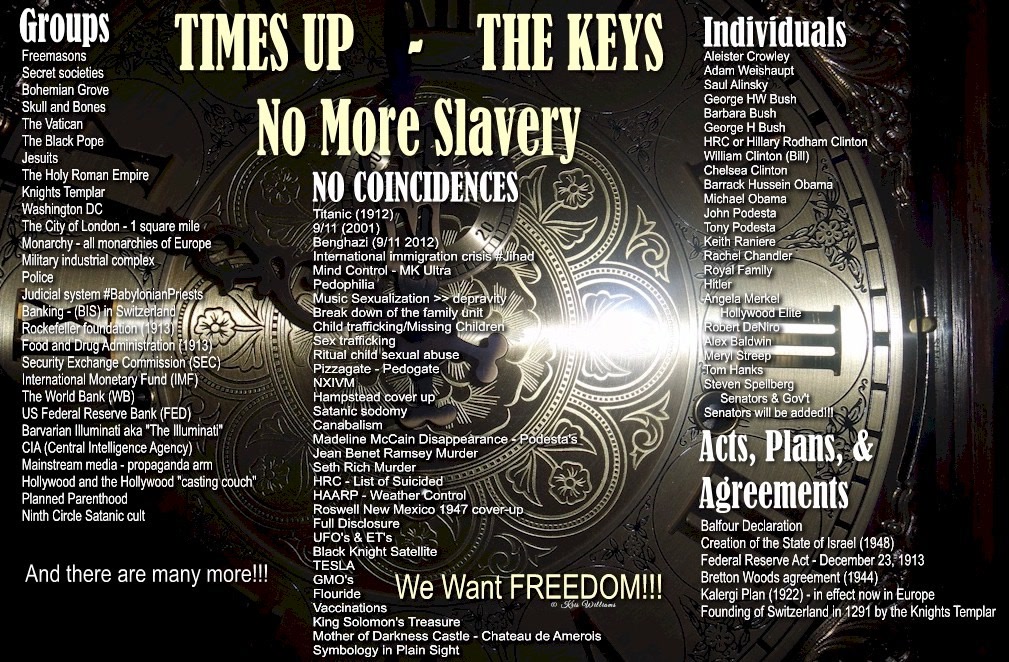 Groups
Freemasons
Secret societies
Bohemian Grove
Skull and Bones
The Vatican
The Black Pope
Jesuits
The Holy Roman Empire
Knights Templar
Washington DC
The City of London - 1 square mile
Monarchy - all monarchies of Europe
Military industrial complex
Police
Judicial system #BabylonianPriests
Banking - (BIS) in Switzerland
Rockefeller foundation (1913)
Food and Drug Administration (1913)
Security Exchange Commission (SEC)
International Monetary Fund (IMF)
The World Bank (WB)
US Federal Reserve Bank (FED)
Barvarian Illuminati aka "The Illuminati"
CIA (Central Intelligence Agency)
Mainstream media - propaganda arm
Hollywood and the Hollywood "casting couch"
Planned Parenthood
Ninth Circle Satanic cult
And there are many more!!!
TIMES UP - THE KEYS
No More Slavery
NO COINCIDENCES
Titanic (1912)
9/11 (2001)
Benghazi (9/11 2012)
International immigration crisis #Jihad
Mind Control - MK Ultra
Pedophilia
Music Sexualization >> depravity
Break down of the family unit
Child trafficking/Missing Children
Sex trafficking
Ritual child sexual abuse
Pizzagate - Pedogate
NXIVM
Hampstead cover up
Satanic sodomy
Canabalism
Madeline McCain Disappearance - Podesta's
Jean Benet Ramsey Murder
Seth Rich Murder
HRC - List of Suicided
HAARP - Weather Control
Roswell New Mexico 1947 cover-up
Full Disclosure
UFO's & ET's
Black Knight Satellite
TESLA
GMO's
Flouride
Vaccinations
King Solomon's Treasure
Mother of Darkness Castle - Chateau de Amerois
Symbology in Plain Sight
We Want FREEDOM!!!
© Kris Williams
Individuals
Aleister Crowley
Adam Weishaupt
Saul Alinsky
George HW Bush
Barbara Bush
George H Bush
HRC or Hillary Rodham Clinton
William Clinton (Bill)
Chelsea Clinton
Barrack Hussein Obama
Michael Obama
John Podesta
Tony Podesta
Keith Raniere
Rachel Chandler
Royal Family
Hitler
Angela Merkel
Hollywood Elite
Robert DeNiro
Alex Baldwin
Meryl Streep
Tom Hanks
Steven Spellberg
Senators & Gov't
Senators will be added!!!
Acts, Plans, &
Agreements
Balfour Declaration
Creation of the State of Israel (1948)
Federal Reserve Act - December 23, 1913
Bretton Woods agreement (1944)
Kalergi Plan (1922) - in effect now in Europe
Founding of Switzerland in 1291 by the Knights Templar
III